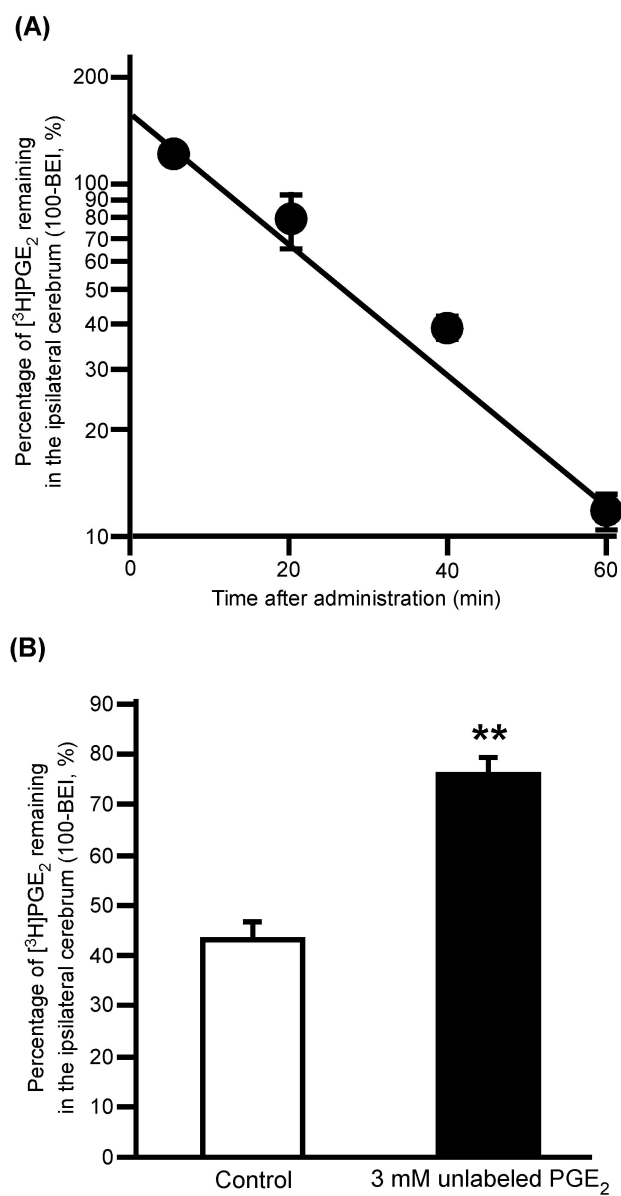 (A)
Percentage of [³H]PGE₂ remaining
in the ipsilateral cerebrum (100-BEI, %)
200
100
90
80
70
60
50
40
30
20
10
0
20
40
60
Time after administration (min)
(B)
Percentage of [³H]PGE₂ remaining
in the ipsilateral cerebrum (100-BEI, %)
90
80
70
60
50
40
30
20
10
0
**
Control
3 mM unlabeled PGE₂